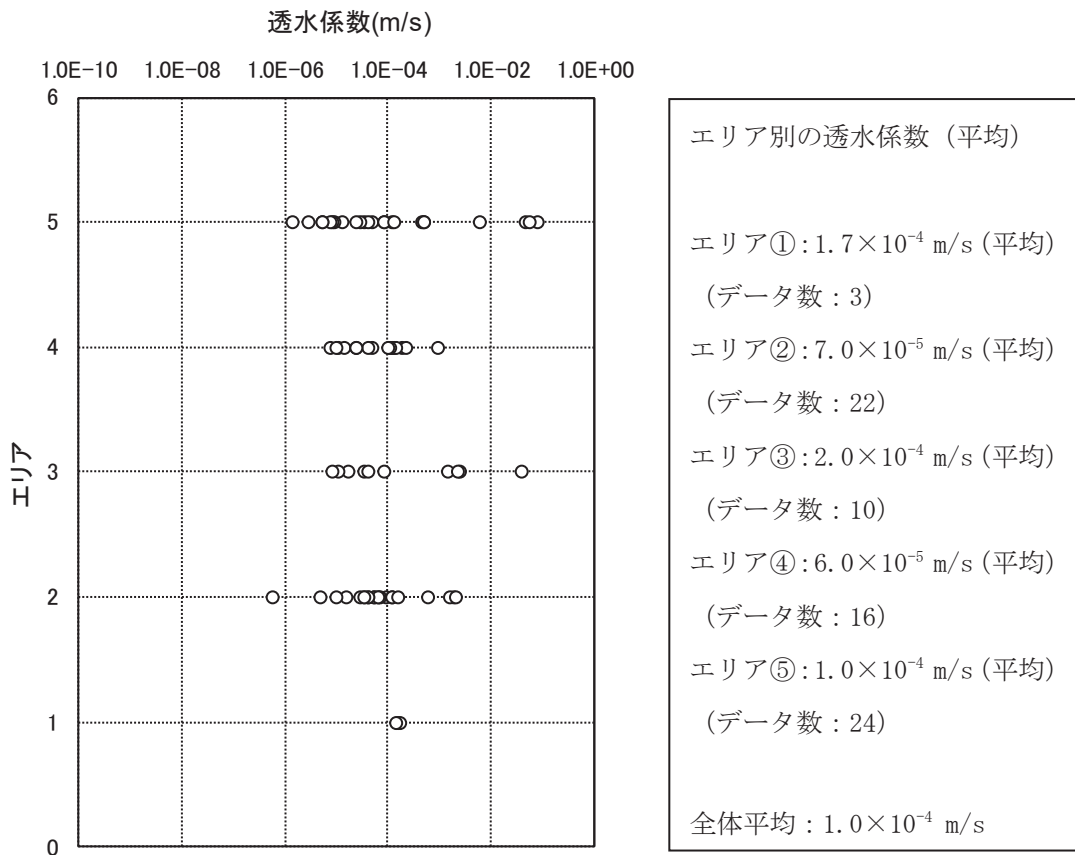 透水係数(m/s)
1.0E-10 1.0E-08 1.0E-06 1.0E-04 1.0E-02 1.0E+00
6
5
4
3
2
1
0
エリア
エリア別の透水係数（平均）
エリア①:1.7×10⁻⁴ m/s(平均)
（データ数：3）
エリア②:7.0×10⁻⁵ m/s(平均)
（データ数：22）
エリア③:2.0×10⁻⁴ m/s(平均)
（データ数：10）
エリア④:6.0×10⁻⁵ m/s(平均)
（データ数：16）
エリア⑤:1.0×10⁻⁴ m/s(平均)
（データ数：24）
全体平均：1.0×10⁻⁴ m/s